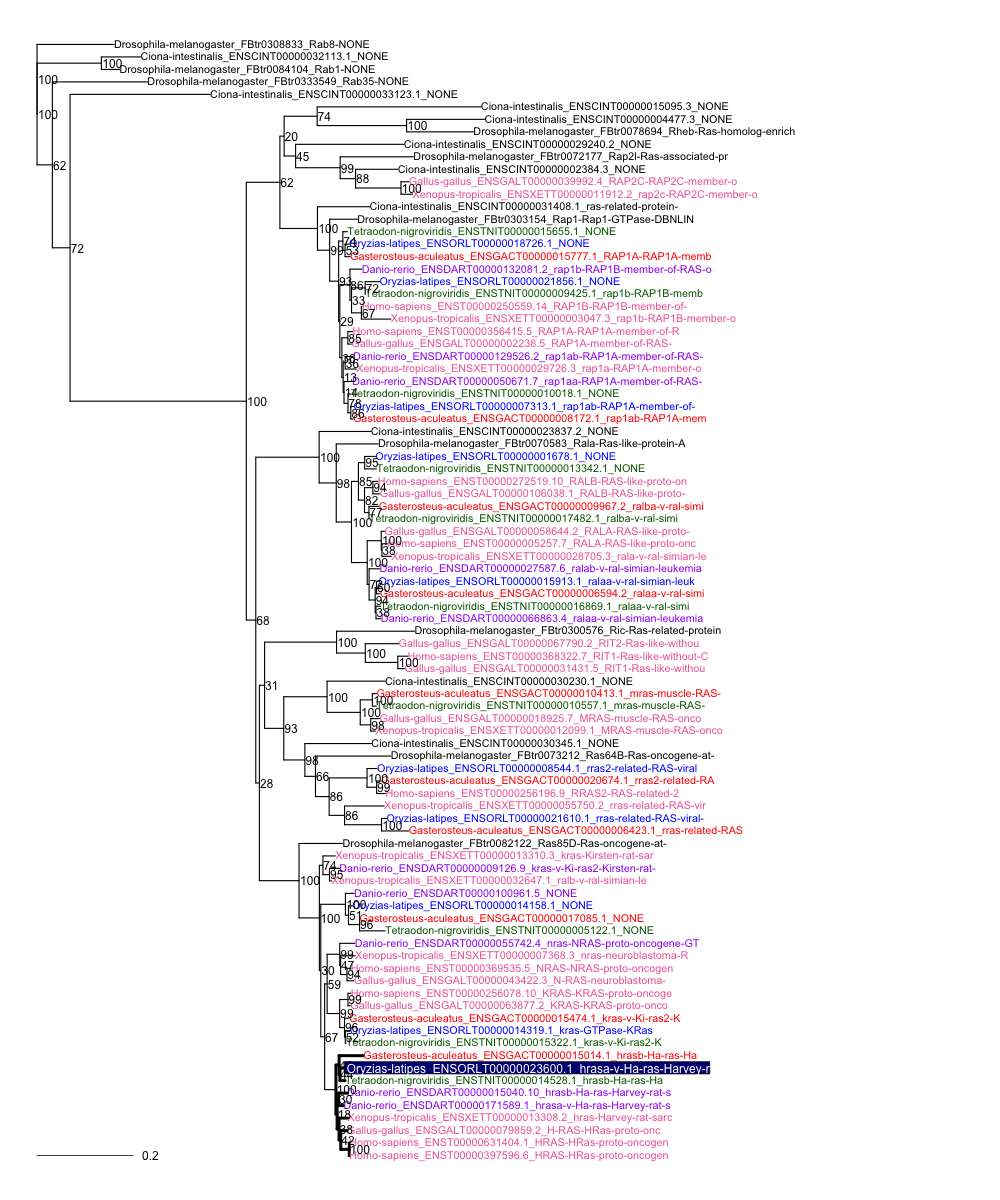 Drosophila-melanogaster_FBtr0308833_Rab8-NONE
Ciona-intestinalis_ENSCINT00000032113.1_NONE
100
Drosophila-melanogaster_FBtr0084104_Rab1-NONE
100
Drosophila-melanogaster_FBtr0333549_Rab35-NONE
Ciona-intestinalis_ENSCINT00000033123.1_NONE
Ciona-intestinalis_ENSCINT00000015095.3_NONE
100
74
Ciona-intestinalis_ENSCINT00000004477.3_NONE
100
Drosophila-melanogaster_FBtr0078694_Rheb-Ras-homolog-enrich
20
Ciona-intestinalis_ENSCINT00000029240.2_NONE
45
Drosophila-melanogaster_FBtr0072177_Rap2l-Ras-associated-pr
62
99
Ciona-intestinalis_ENSCINT00000002384.3_NONE
88
Gallus-gallus_ENSGALT00000039992.4_RAP2C-RAP2C-member-o
62
100
Xenopus-tropicalis_ENSXETT00000011912.2_rap2c-member-o
Ciona-intestinalis_ENSCINT00000031408.1_ras-related-protein-
Drosophila-melanogaster_FBtr0303154_Rap1-Rap1-GTPase-DBNLIN
100
Tetraodon-nigroviridis_ENSTNIT00000015655.1_NONE
74
Oryzias-latipes_ENSORLT00000018726.1_NONE
72
99
53
Gasterosteus-aculeatus_ENSGACT00000015777.1_RAP1A-RAP1A-memb
Danio-rerio_ENSDART00000132081.2_rap1b-RAP1B-member-of-RAS-o
93
Oryzias-latipes_ENSORLT00000021856.1_NONE
86
72
Tetraodon-nigroviridis_ENSTNIT00000009425.1_rap1b-RAP1B-memb
33
Homo-sapiens_ENST00000250559.14_RAP1B-RAP1B-member-of-
67
Xenopus-tropicalis_ENSXETT00000003047.3_rap1b-RAP1B-member-o
29
Homo-sapiens_ENST00000356415.5_RAP1A-RAP1A-member-of-R
85
Gallus-gallus_ENSGALT00000002238.5_RAP1A-member-of-RAS-
Danio-rerio_ENSDART00000129526.2_rap1ab-RAP1A-member-of-RAS-
Xenopus-tropicalis_ENSXETT00000029726.3_rap1a-RAP1A-member-o
13
Danio-rerio_ENSDART00000050671.7_rap1aa-RAP1A-member-of-RAS-
14
Tetraodon-nigroviridis_ENSTNIT00000010018.1_NONE
100
78
Oryzias-latipes_ENSORLT00000007313.1_rap1ab-RAP1A-member-of-
Gasterosteus-aculeatus_ENSGACT00000008172.1_rap1ab-RAP1A-mem
Ciona-intestinalis_ENSCINT00000023837.2_NONE
Drosophila-melanogaster_FBtr0070583_Rala-Ras-like-protein-A
100
Oryzias-latipes_ENSORLT00000001678.1_NONE
95
Tetraodon-nigroviridis_ENSTNIT00000013342.1_NONE
98
85
Homo-sapiens_ENST00000272519.10_RALB-RAS-like-proto-on
94
Gallus-gallus_ENSGALT00000106038.1_RALB-RAS-like-proto-
82
Gasterosteus-aculeatus_ENSGACT00000009967.2_ralba-v-ral-simi
77
Tetraodon-nigroviridis_ENSTNIT00000017482.1_ralba-v-ral-simi
100
Gallus-gallus_ENSGALT00000058644.2_RALA-RAS-like-proto-
100
Homo-sapiens_ENST00000005257.7_RALA-RAS-like-proto-onc
38
Xenopus-tropicalis_ENSXETT00000028705.3_rala-v-ral-simian-le
100
Danio-rerio_ENSDART00000027587.6_ralab-v-ral-simian-leukemia
Oryzias-latipes_ENSORLT00000015913.1_ralaa-v-ral-simian-leuk
60
Gasterosteus-aculeatus_ENSGACT00000006594.2_ralaa-v-ral-simi
94
Tetraodon-nigroviridis_ENSTNIT00000016869.1_ralaa-v-ral-simi
38
Danio-rerio_ENSDART00000066863.4_ralaa-v-ral-simian-leukemia
68
Drosophila-melanogaster_FBtr0300576_Ric-Ras-related-protein
100
Gallus-gallus_ENSGALT00000067790.2_RIT2-Ras-like-withou
100
Homo-sapiens_ENST00000368322.7_RIT1-Ras-like-without-C
100
Gallus-gallus_ENSGALT00000031431.5_RIT1-Ras-like-withou
31
Ciona-intestinalis_ENSCINT00000030230.1_NONE
100
Gasterosteus-aculeatus_ENSGACT00000010413.1_mras-muscle-RAS-
100
Tetraodon-nigroviridis_ENSTNIT00000010557.1_mras-muscle-RAS-
100
Gallus-gallus_ENSGALT00000018925.7_MRAS-muscle-RAS-onco
93
98
Xenopus-tropicalis_ENSXETT00000012099.1_MRAS-muscle-RAS-onco
Ciona-intestinalis_ENSCINT00000030345.1_NONE
Drosophila-melanogaster_FBtr0073212_Ras64B-Ras-oncogene-at-
98
Oryzias-latipes_ENSORLT00000008544.1_rras2-related-RAS-viral
66
100
Gasterosteus-aculeatus_ENSGACT00000020674.1_rras2-related-RA
28
99
Homo-sapiens_ENST00000256196.9_RRAS2-RAS-related-2
86
Xenopus-tropicalis_ENSXETT00000055750.2_rras-related-RAS-vir
86
Oryzias-latipes_ENSORLT00000021610.1_rras-related-RAS-viral-
100
Gasterosteus-aculeatus_ENSGACT00000006423.1_rras-related-RAS
Drosophila-melanogaster_FBtr0082122_Ras85D-Ras-oncogene-at-
Xenopus-tropicalis_ENSXETT00000013310.3_kras-Kirsten-rat-sar
74
Danio-rerio_ENSDART00000009126.9_kras-v-Ki-ras2-Kirsten-rat-
95
100
Xenopus-tropicalis_ENSXETT00000032647.1_ralb-v-ral-simian-le
Danio-rerio_ENSDART00000100961.5_NONE
100
Oryzias-latipes_ENSORLT00000014158.1_NONE
100
51
Gasterosteus-aculeatus_ENSGACT00000017085.1_NONE
96
Tetraodon-nigroviridis_ENSTNIT00000005122.1_NONE
Danio-rerio_ENSDART00000055742.4_nras-NRAS-proto-oncogene-GT
99
Xenopus-tropicalis_ENSXETT00000007368.3_nras-neuroblastoma-R
30
47
Homo-sapiens_ENST00000369535.5_NRAS-NRAS-proto-oncogen
94
Gallus-gallus_ENSGALT00000043422.3_N-RAS-neuroblastoma-
59
Homo-sapiens_ENST00000256078.10_KRAS-KRAS-proto-oncoge
99
Gallus-gallus_ENSGALT00000063877.2_KRAS-KRAS-proto-onco
99
Gasterosteus-aculeatus_ENSGACT00000015474.1_kras-v-Ki-ras2-K
96
Oryzias-latipes_ENSORLT00000014319.1_kras-GTPase-KRas
67
52
Tetraodon-nigroviridis_ENSTNIT00000015322.1_kras-v-Ki-ras2-K
Gasterosteus-aculeatus_ENSGACT00000015014.1_hrasb-Ha-ras-Ha
Oryzias-latipes_ENSORLT00000023600.1_hrasa-v-Ha-ras-Harvey-r
Tetraodon-nigroviridis_ENSTNIT00000014528.1_hrasb-Ha-ras-Ha
100
Danio-rerio_ENSDART00000015040.10_hrasb-Ha-ras-Harvey-rat-s
30
Danio-rerio_ENSDART00000171589.1_hrasa-v-Ha-ras-Harvey-rat-s
18
Xenopus-tropicalis_ENSXETT00000013308.2_hras-Harvey-rat-sarc
38
Gallus-gallus_ENSGALT00000079859.2_H-RAS-HRas-proto-onc
42
Homo-sapiens_ENST00000631404.1_HRAS-HRas-proto-oncogen
100
Homo-sapiens_ENST00000397596.6_HRAS-HRas-proto-oncogen
0.2